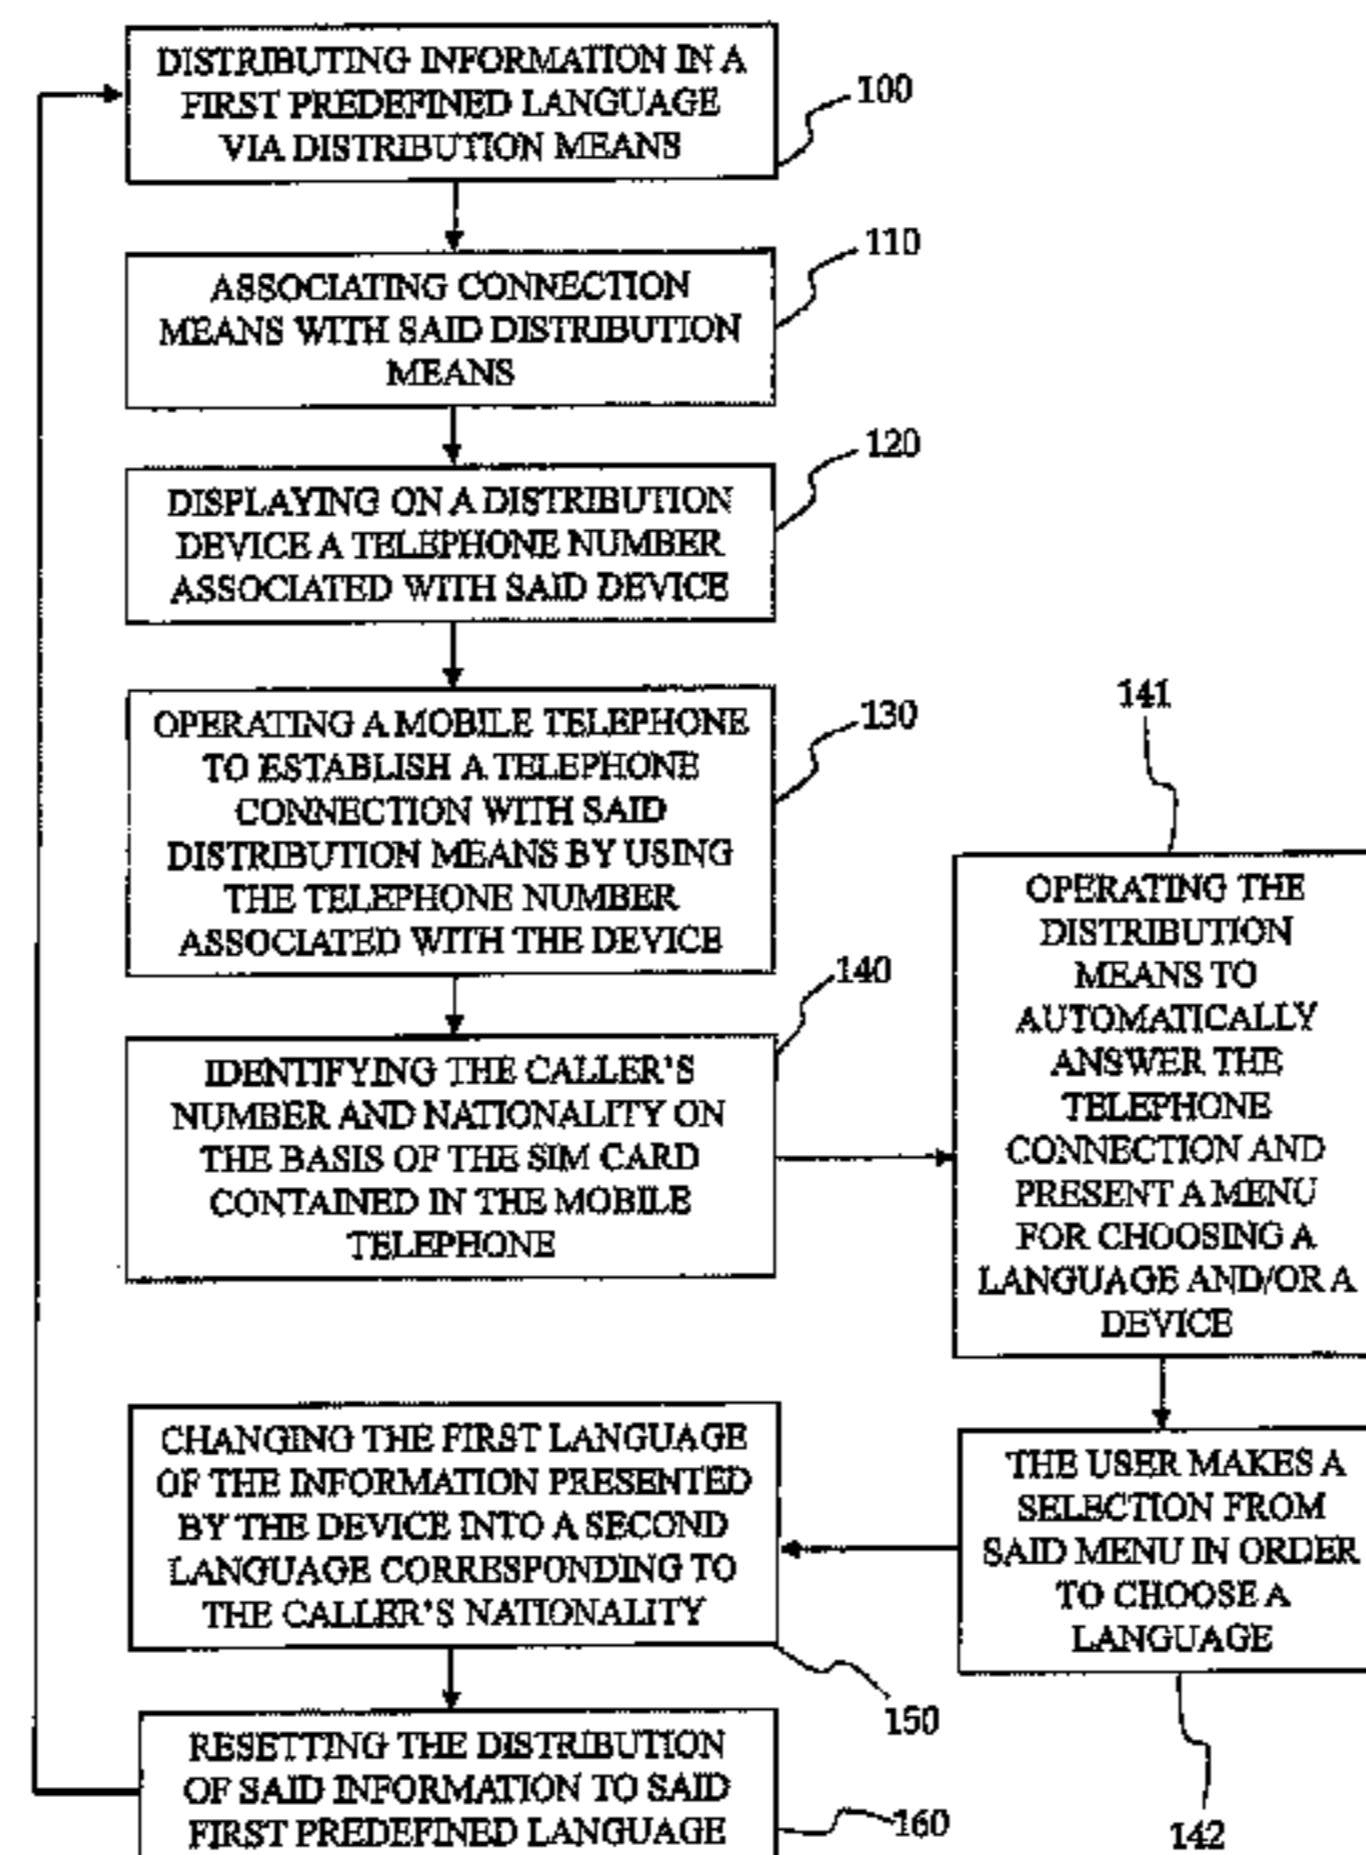 DISTRIBUTING INFORMATION IN A
FIRST PREDEFINED LANGUAGE
VIA DISTRIBUTION MEANS
100
ASSOCIATING CONNECTION
MEANS WITH SAID DISTRIBUTION
MEANS
110
DISPLAYING ON A DISTRIBUTION
DEVICE A TELEPHONE NUMBER
ASSOCIATED WITH SAID DEVICE
120
OPERATING A MOBILE TELEPHONE
TO ESTABLISH A TELEPHONE
CONNECTION WITH SAID
DISTRIBUTION MEANS BY USING
THE TELEPHONE NUMBER
ASSOCIATED WITH THE DEVICE
130
IDENTIFYING THE CALLER'S
NUMBER AND NATIONALITY ON
THE BASIS OF THE SIM CARD
CONTAINED IN THE MOBILE
TELEPHONE
140
141
OPERATING THE
DISTRIBUTION
MEANS TO
AUTOMATICALLY
ANSWER THE
TELEPHONE
CONNECTION AND
PRESENT A MENU
FOR CHOOSING A
LANGUAGE AND/OR A
DEVICE
THE USER MAKES A
SELECTION FROM
SAID MENU IN ORDER
TO CHOOSE A
LANGUAGE
142
CHANGING THE FIRST LANGUAGE
OF THE INFORMATION PRESENTED
BY THE DEVICE INTO A SECOND
LANGUAGE CORRESPONDING TO
THE CALLER'S NATIONALITY
150
RESETTING THE DISTRIBUTION
OF SAID INFORMATION TO SAID
FIRST PREDEFINED LANGUAGE
160